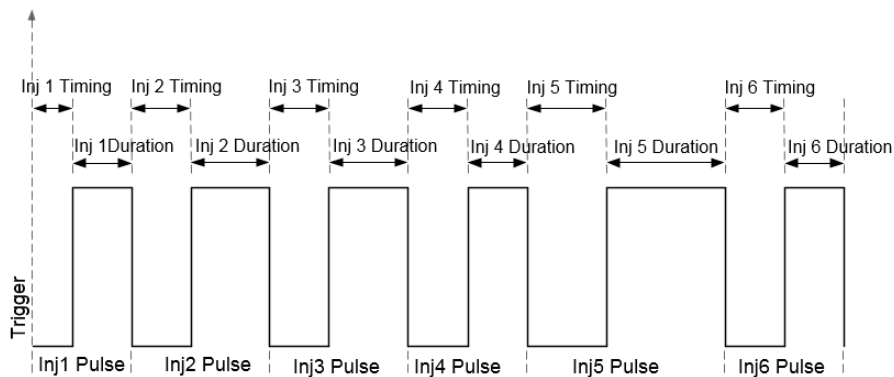 Inj 1 Timing Inj 2 Timing Inj 3 Timing Inj 4 Timing Inj 5 Timing Inj 6 Timing
Inj 1Duration Inj 2 Duration Inj 3 Duration Inj 4 Duration Inj 5 Duration Inj 6 Duration
Trigger
Inj1 Pulse Inj2 Pulse Inj3 Pulse Inj4 Pulse Inj5 Pulse Inj6 Pulse